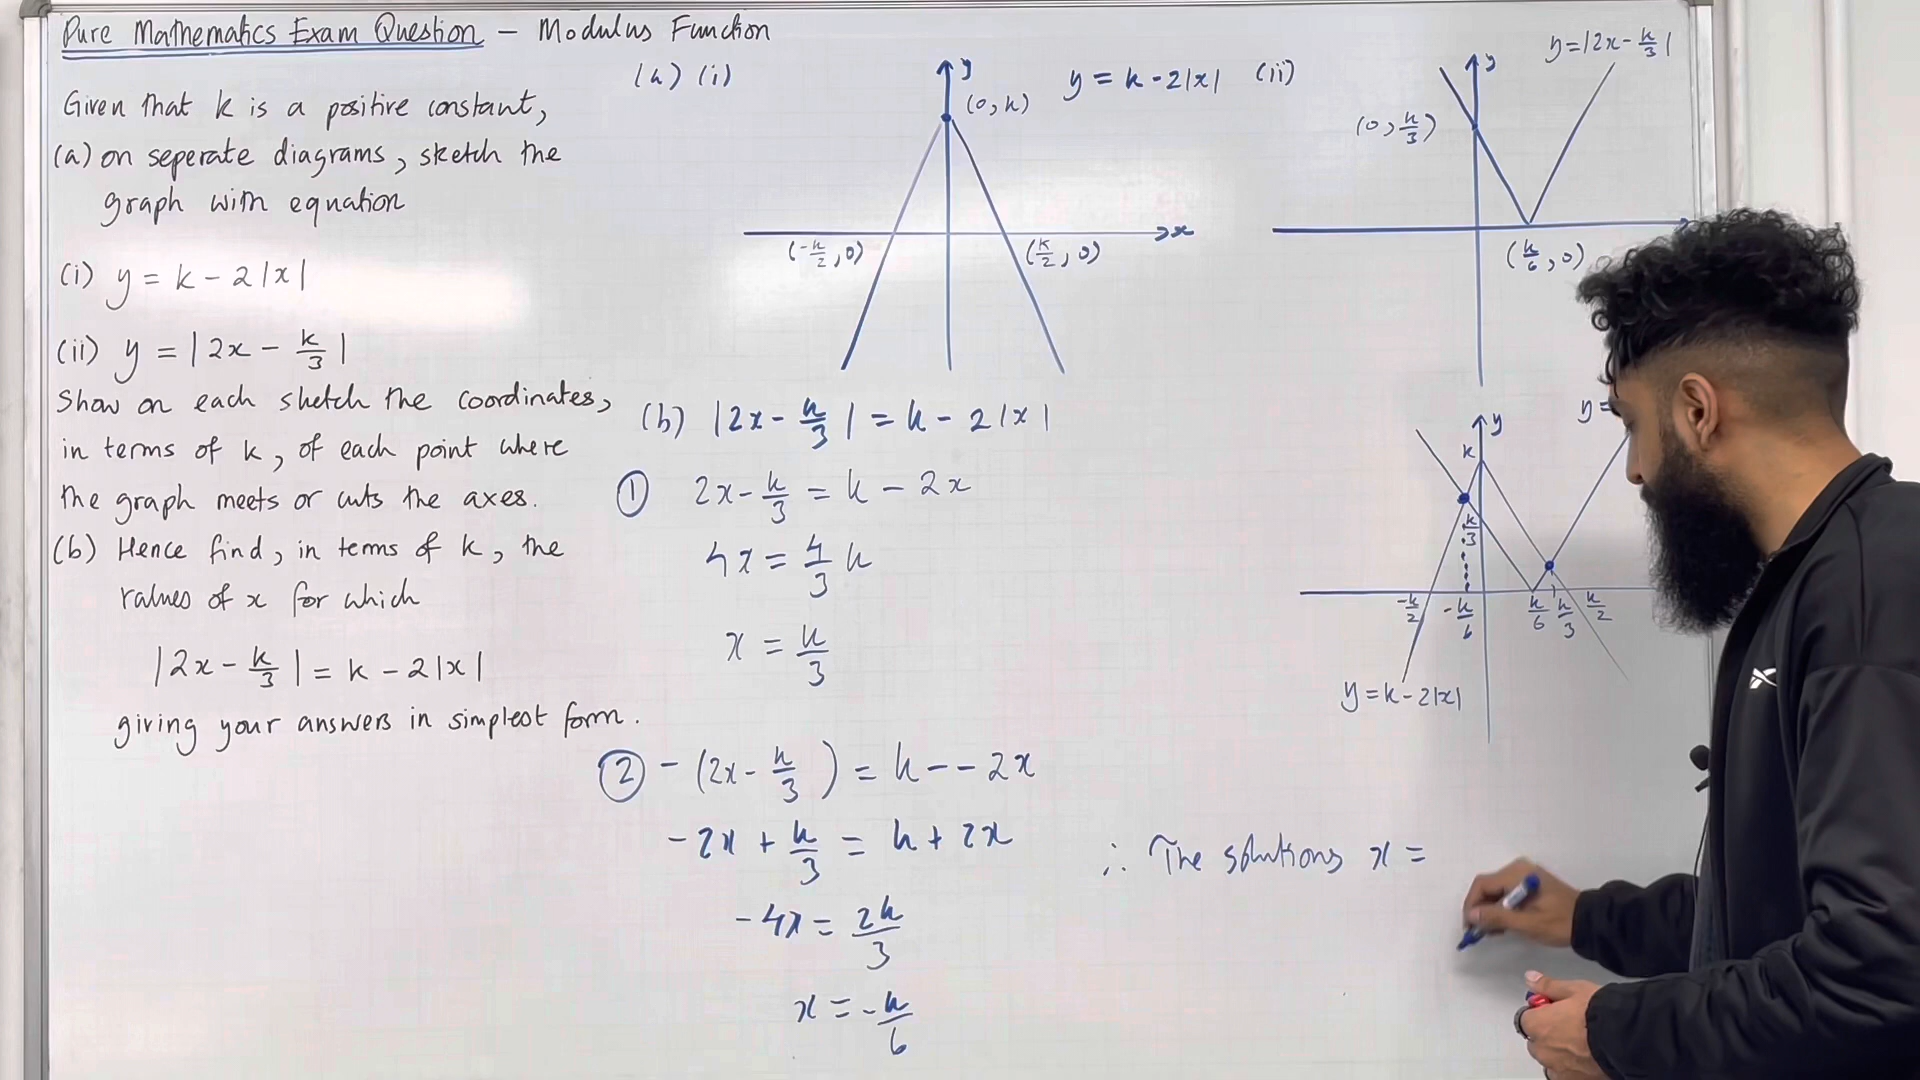 Pure Mathematics Exam Question – Modulus Function
Given that k is a positive constant,
(a) on seperate diagrams, sketch the
graph with equation
(i) y = k - 2|x|
(ii) y = |2x - k/3|
Show on each sketch the coordinates,
in terms of k, of each point where
the graph meets or cuts the axes.
(b) Hence find, in terms of k, the
values of x for which
|2x - k/3| = k - 2|x|
giving your answers in simplest form.
(a) (i)
y
(0, k)
y = k - 2|x|
(-k/2, 0)
(k/2, 0)
x
(ii)
y = |2x - k/3|
y
(0, k/3)
(k/6, 0)
(b) |2x - k/3| = k - 2|x|
① 2x - k/3 = k - 2x
4x = 4/3 k
x = k/3
② -(2x - k/3) = k - - 2x
-2x + k/3 = k + 2x
-4x = 2k/3
x = -k/6
y =
y
k
k/3
-k/2
-k/6
k/6
k/3
k/2
y = k - 2|x|
∴ The solutions x =